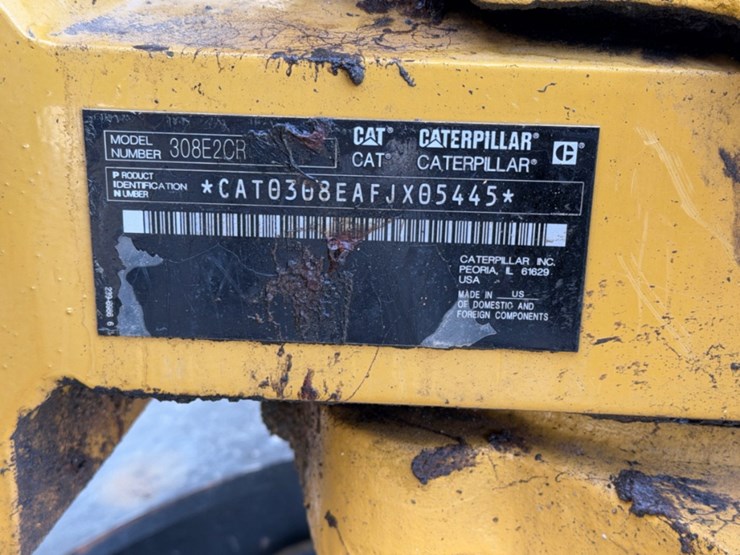 MODEL NUMBER 308E2CR
CAT® CATERPILLAR®
CAT® CATERPILLAR®
PRODUCT IDENTIFICATION NUMBER *CAT0308EAFJX05445*
CATERPILLAR INC.
PEORIA, IL 61629
USA
MADE IN US
OF DOMESTIC AND
FOREIGN COMPONENTS